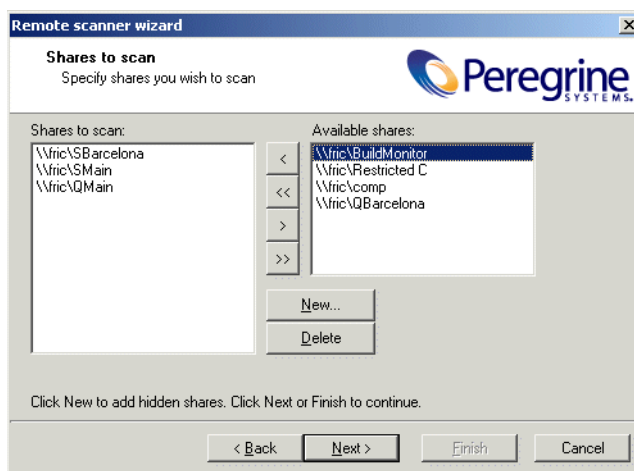 Remote scanner wizard
Shares to scan
Specify shares you wish to scan
Peregrine
SYSTEMS.
Shares to scan:
\\fric\SBarcelona
\\fric\SMain
\\fric\QMain
<
<<
>
>>
Available shares:
\\fric\BuildMonitor
\\fric\Restricted C
\\fric\comp
\\fric\QBarcelona
New...
Delete
Click New to add hidden shares. Click Next or Finish to continue.
< Back
Next >
Finish
Cancel